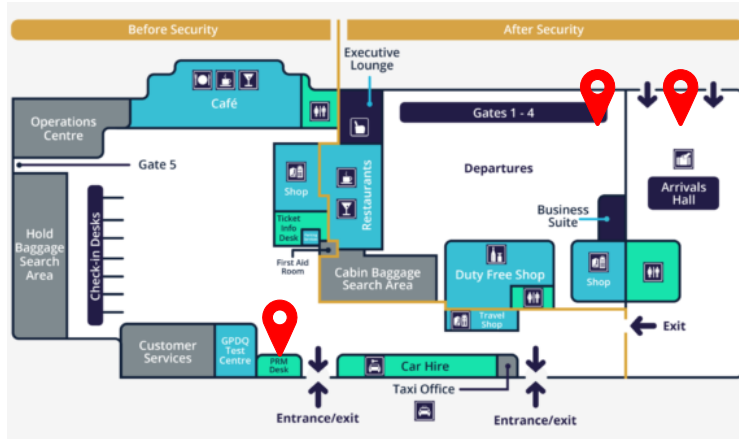 Before Security
After Security
Executive
Lounge
Café
Operations
Centre
Gates 1 - 4
Gate 5
Shop
Restaurants
Departures
Arrivals
Hall
Business
Suite
Ticket
Info
Desk
First Aid
Room
Hold
Baggage
Search
Area
Check-in Desks
Cabin Baggage
Search Area
Duty Free Shop
Shop
Travel
Shop
Exit
Customer
Services
GPDQ
Test
Centre
PRM
Desk
Car Hire
Taxi Office
Entrance/exit
Entrance/exit